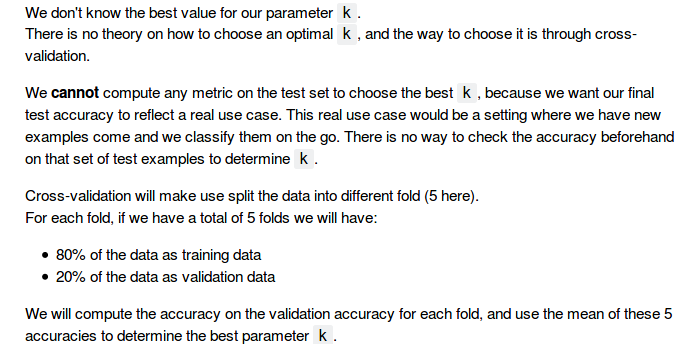 We don't know the best value for our parameter k .
There is no theory on how to choose an optimal k , and the way to choose it is through cross-
validation.
We cannot compute any metric on the test set to choose the best k , because we want our final
test accuracy to reflect a real use case. This real use case would be a setting where we have new
examples come and we classify them on the go. There is no way to check the accuracy beforehand
on that set of test examples to determine k .
Cross-validation will make use split the data into different fold (5 here).
For each fold, if we have a total of 5 folds we will have:
• 80% of the data as training data
• 20% of the data as validation data
We will compute the accuracy on the validation accuracy for each fold, and use the mean of these 5
accuracies to determine the best parameter k .